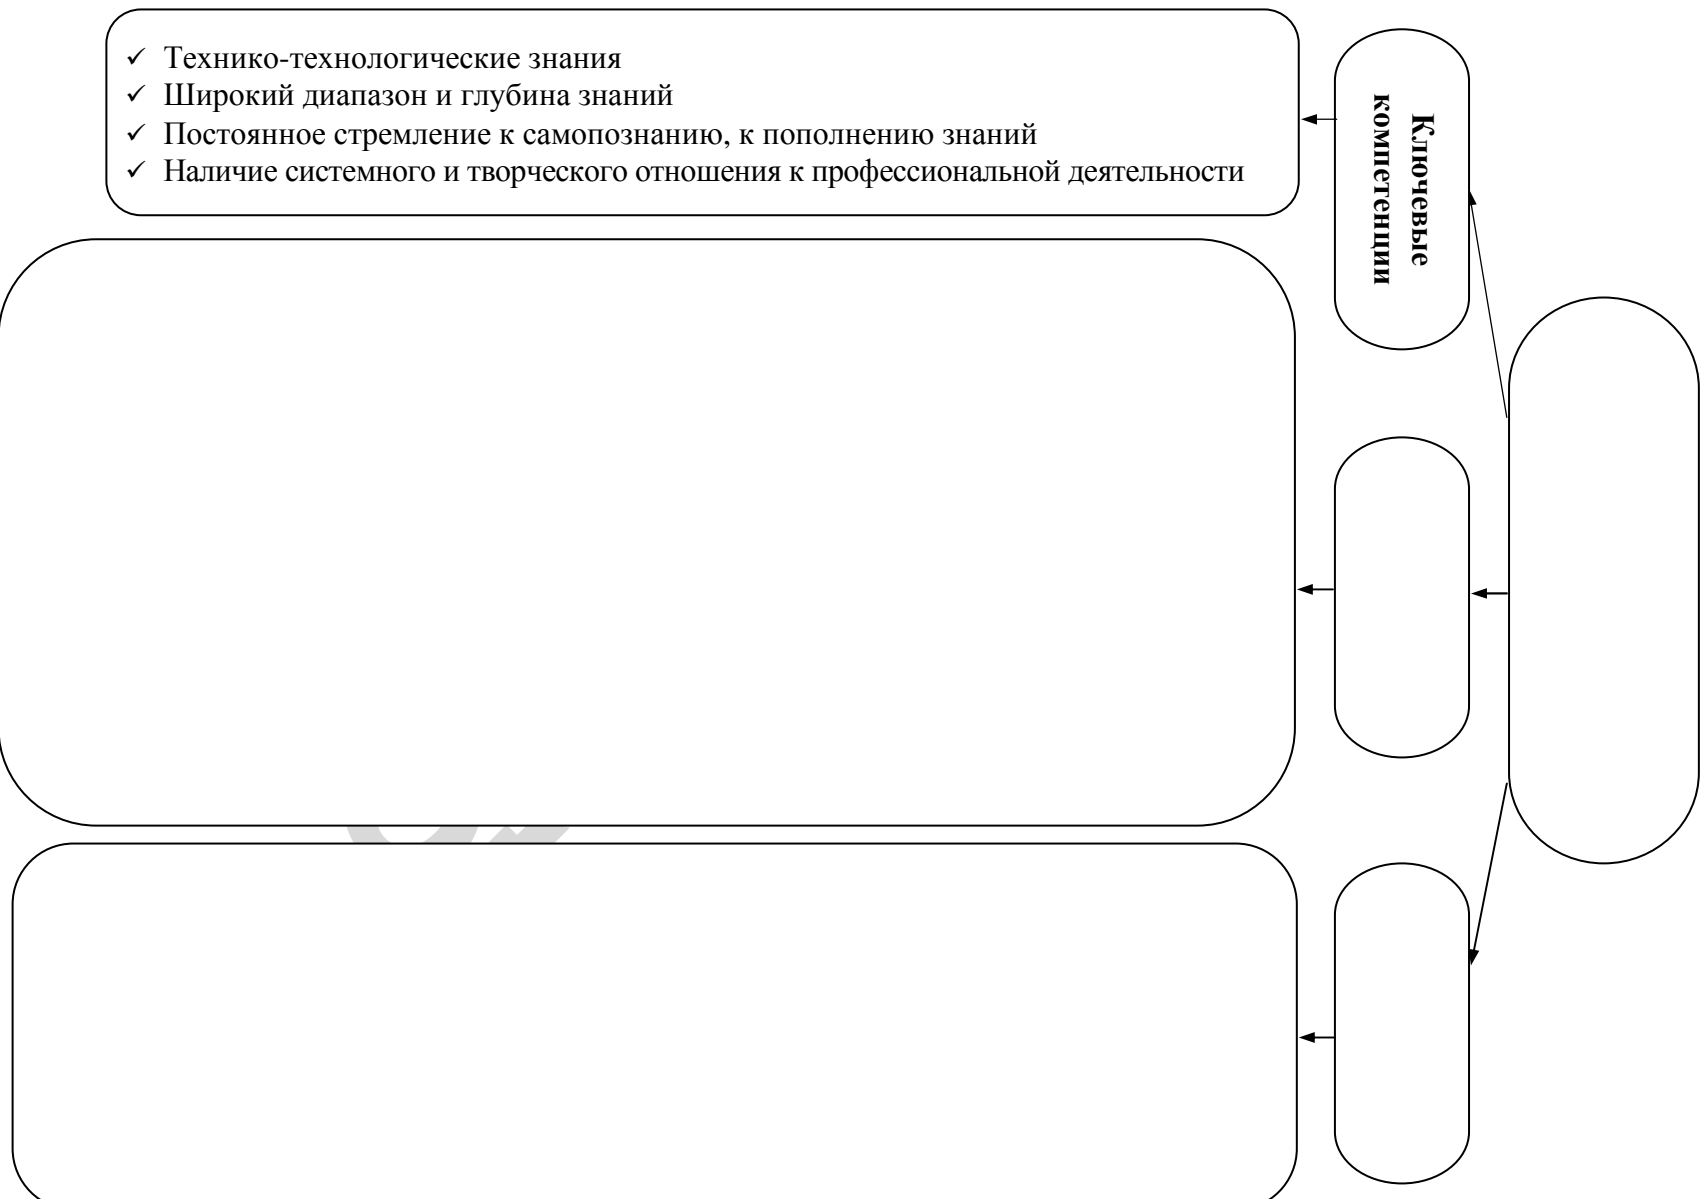 ✓ Технико-технологические знания
✓ Широкий диапазон и глубина знаний
✓ Постоянное стремление к самопознанию, к пополнению знаний
✓ Наличие системного и творческого отношения к профессиональной деятельности
Ключевые
компетенции